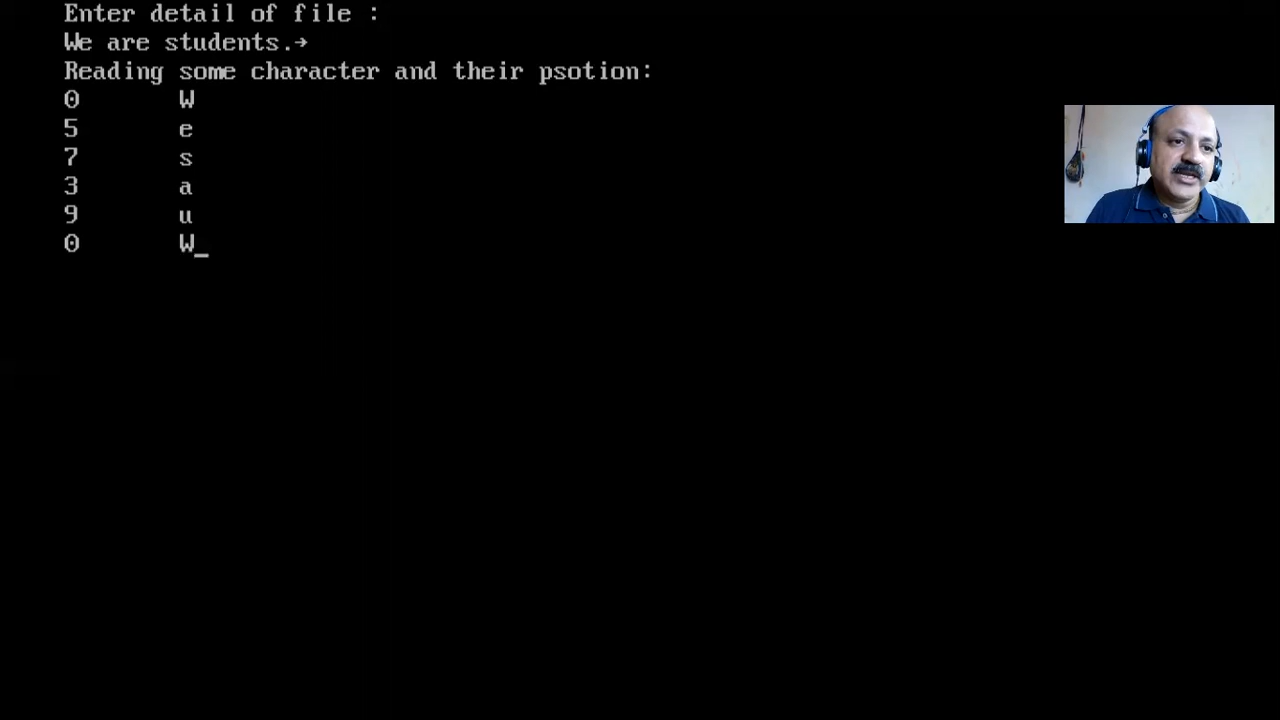 Enter detail of file :
We are students.→
Reading some character and their psotion:
0 W
5 e
7 s
3 a
9 u
0 W_